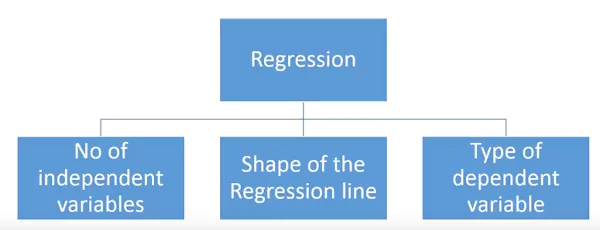 Regression
No of
independent
variables
Shape of the
Regression line
Type of
dependent
variable